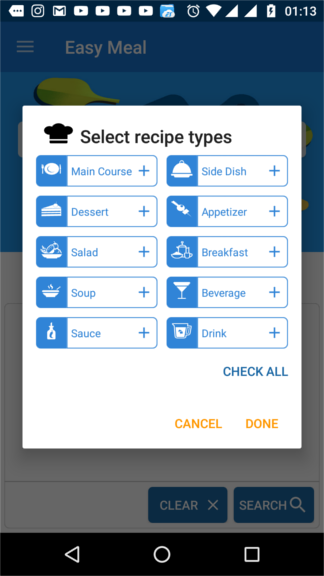 01:13
Easy Meal
Select recipe types
Main Course + Side Dish +
Dessert + Appetizer +
Salad + Breakfast +
Soup + Beverage +
Sauce + Drink +
CHECK ALL
CANCEL DONE
CLEAR SEARCH